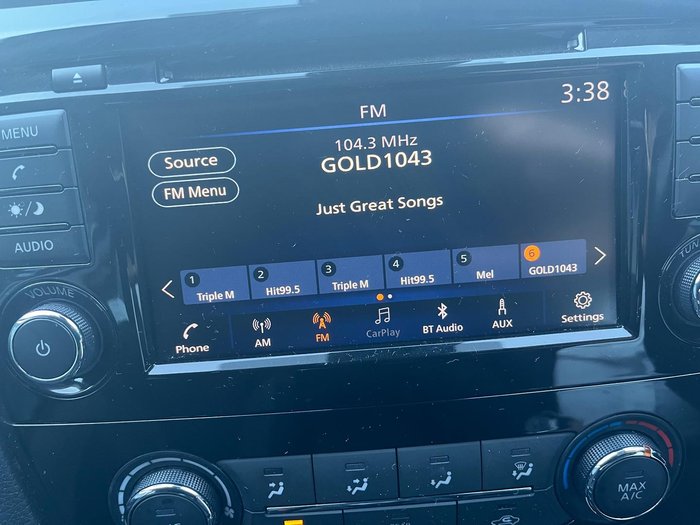 FM
3:38
MENU
Source
104.3 MHz
GOLD1043
FM Menu
Just Great Songs
AUDIO
1 Triple M
2 Hit99.5
3 Triple M
4 Hit99.5
5 Mel
6 GOLD1043
VOLUME
Phone
AM
FM
CarPlay
BT Audio
AUX
Settings
MAX
A/C